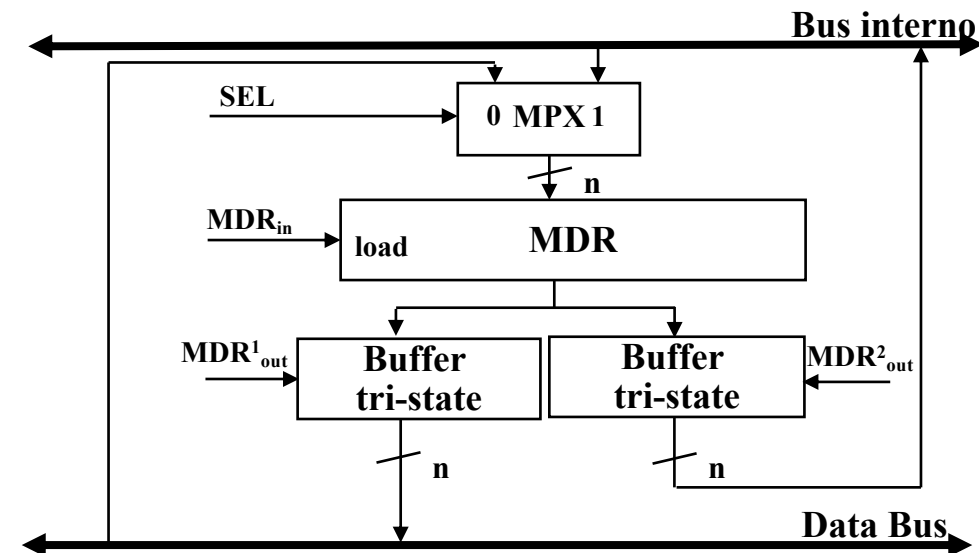 Bus interno
SEL
0 MPX 1
n
MDRin
load
MDR
MDR¹out
Buffer
tri-state
Buffer
tri-state
MDR²out
n
n
Data Bus